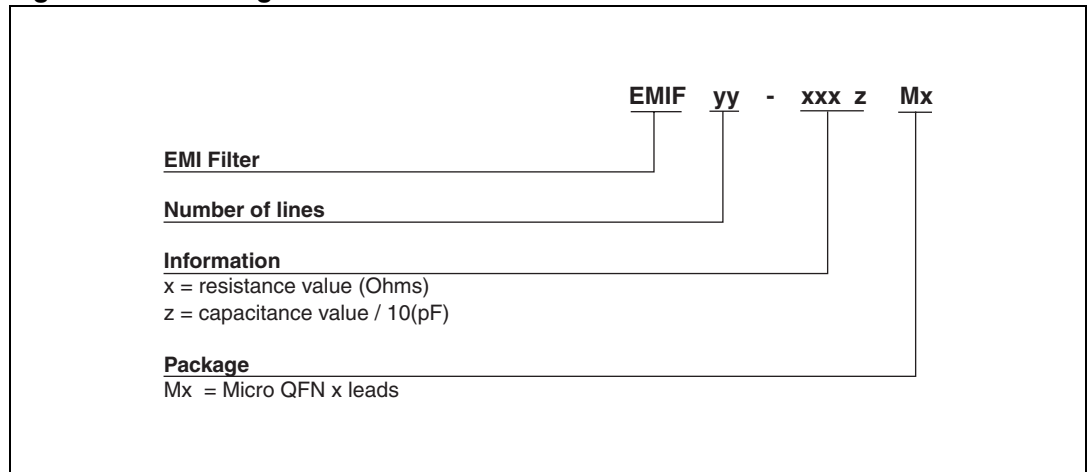 EMIF yy - xxx z Mx
EMI Filter
Number of lines
Information
x = resistance value (Ohms)
z = capacitance value / 10(pF)
Package
Mx = Micro QFN x leads